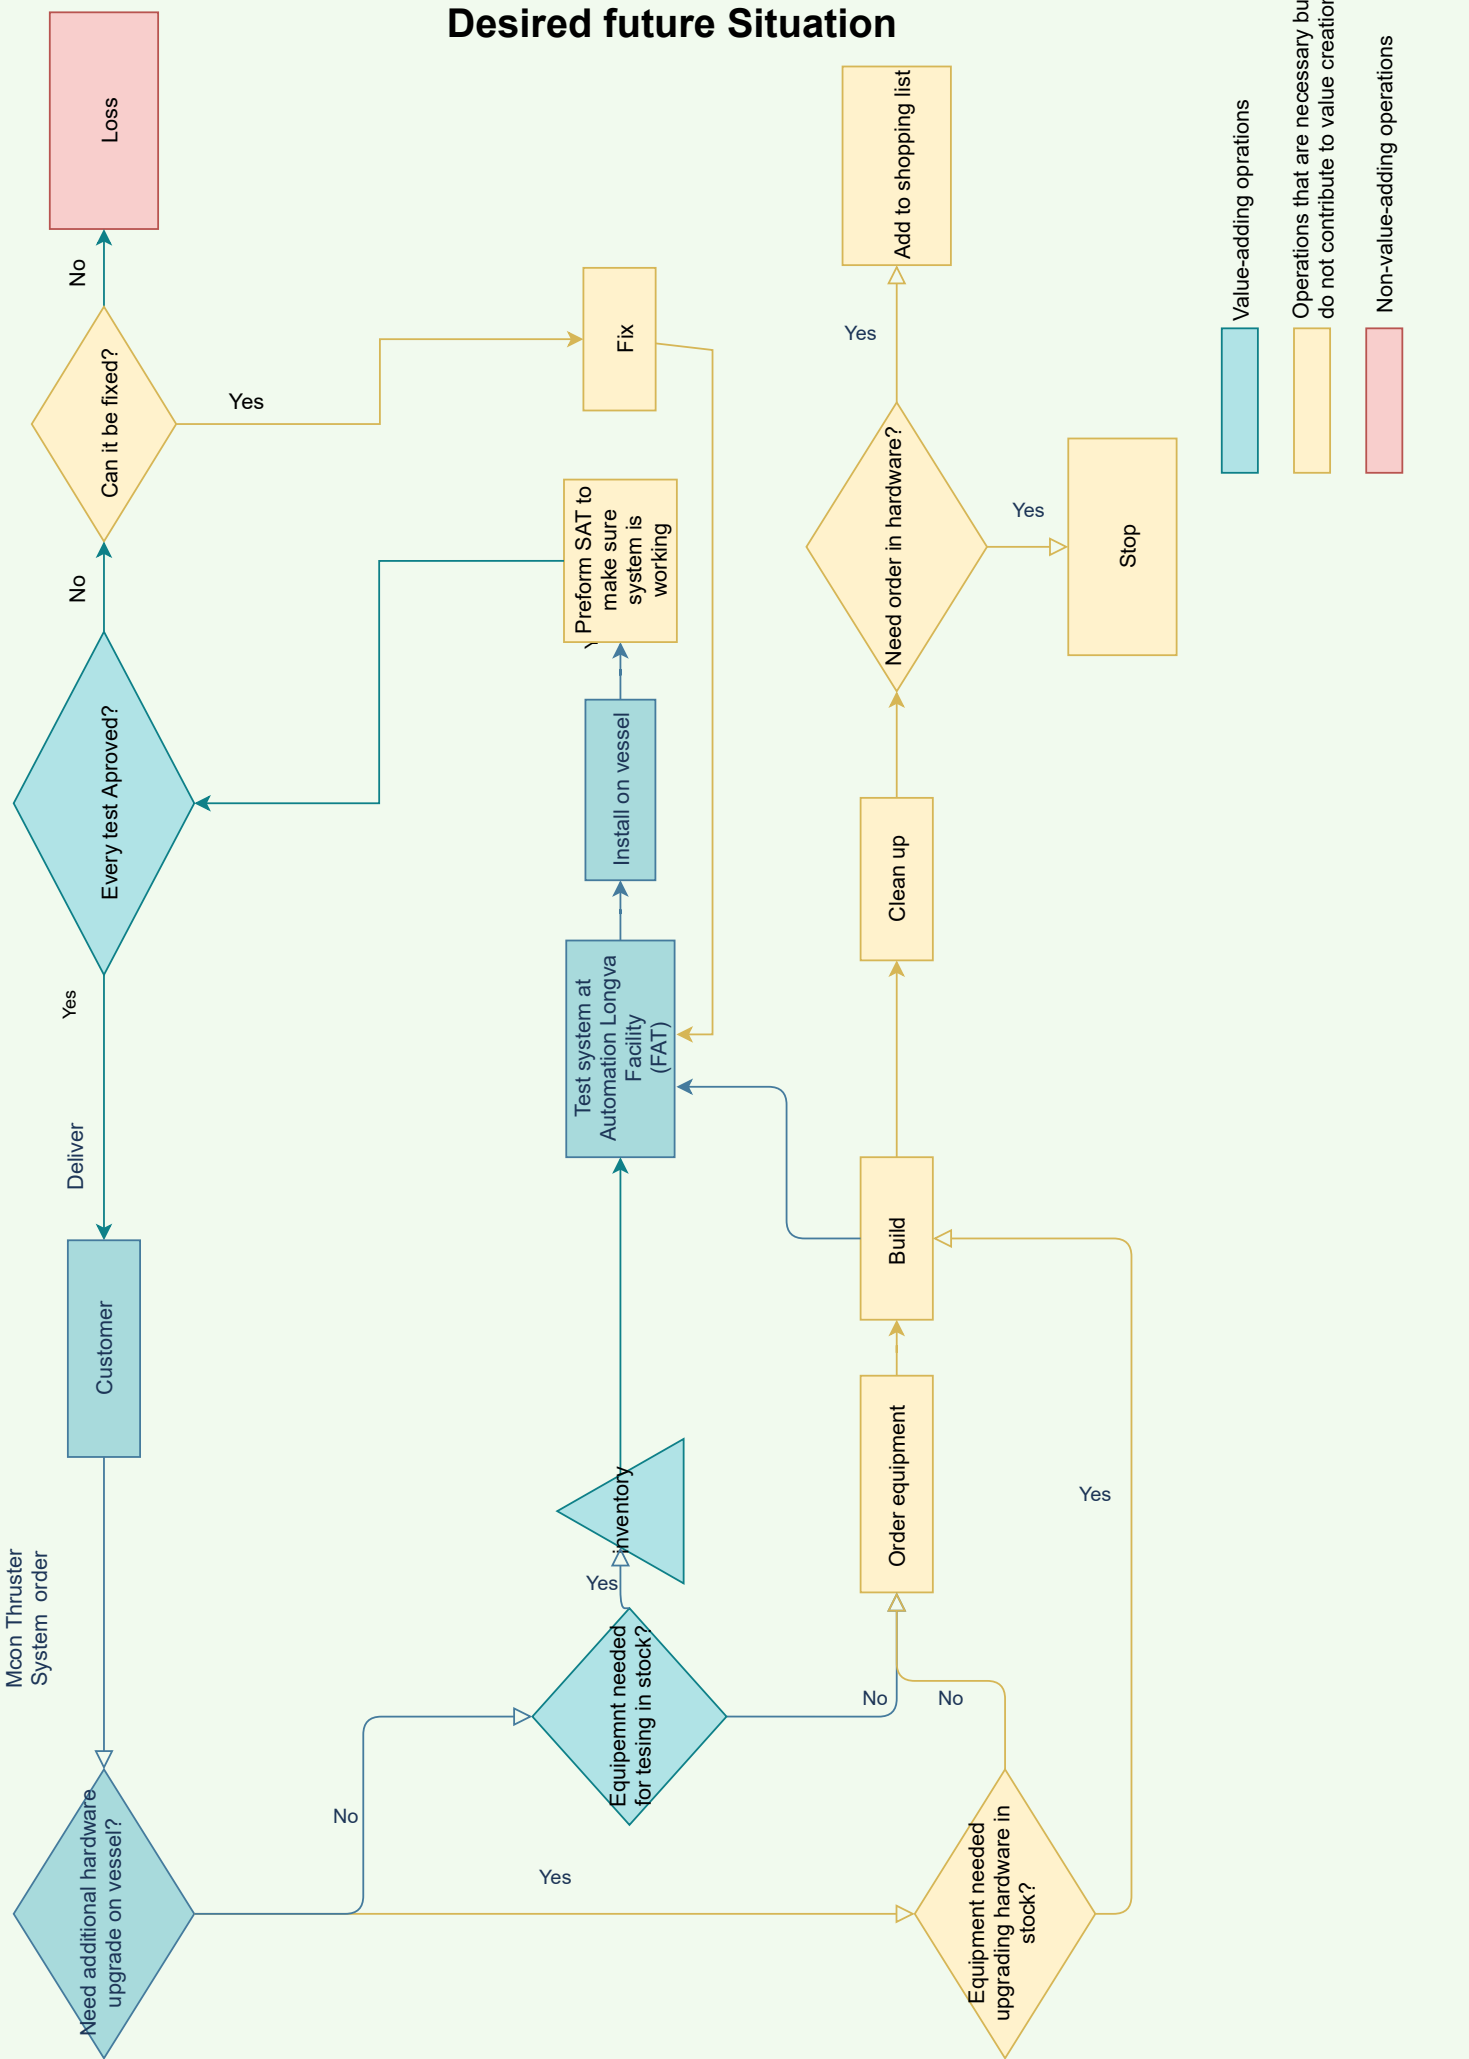 Desired future Situation
Loss
No
Can it be fixed?
Yes
Fix
No
Every test Aproved?
Yes
Deliver
Customer
Mcon Thruster
System order
Need additional hardware
upgrade on vessel?
No
Yes
Equipemnt needed
for tesing in stock?
Yes
inventory
No
No
Test system at
Automation Longva
Facility
(FAT)
Install on vessel
Preform SAT to
make sure
system is
working
Equipment needed
upgrading hardware in
stock?
Yes
Order equipment
Build
Clean up
Need order in hardware?
Yes
Stop
Yes
Add to shopping list
Value-adding oprations
Operations that are necessary bu
do not contribute to value creation
Non-value-adding operations